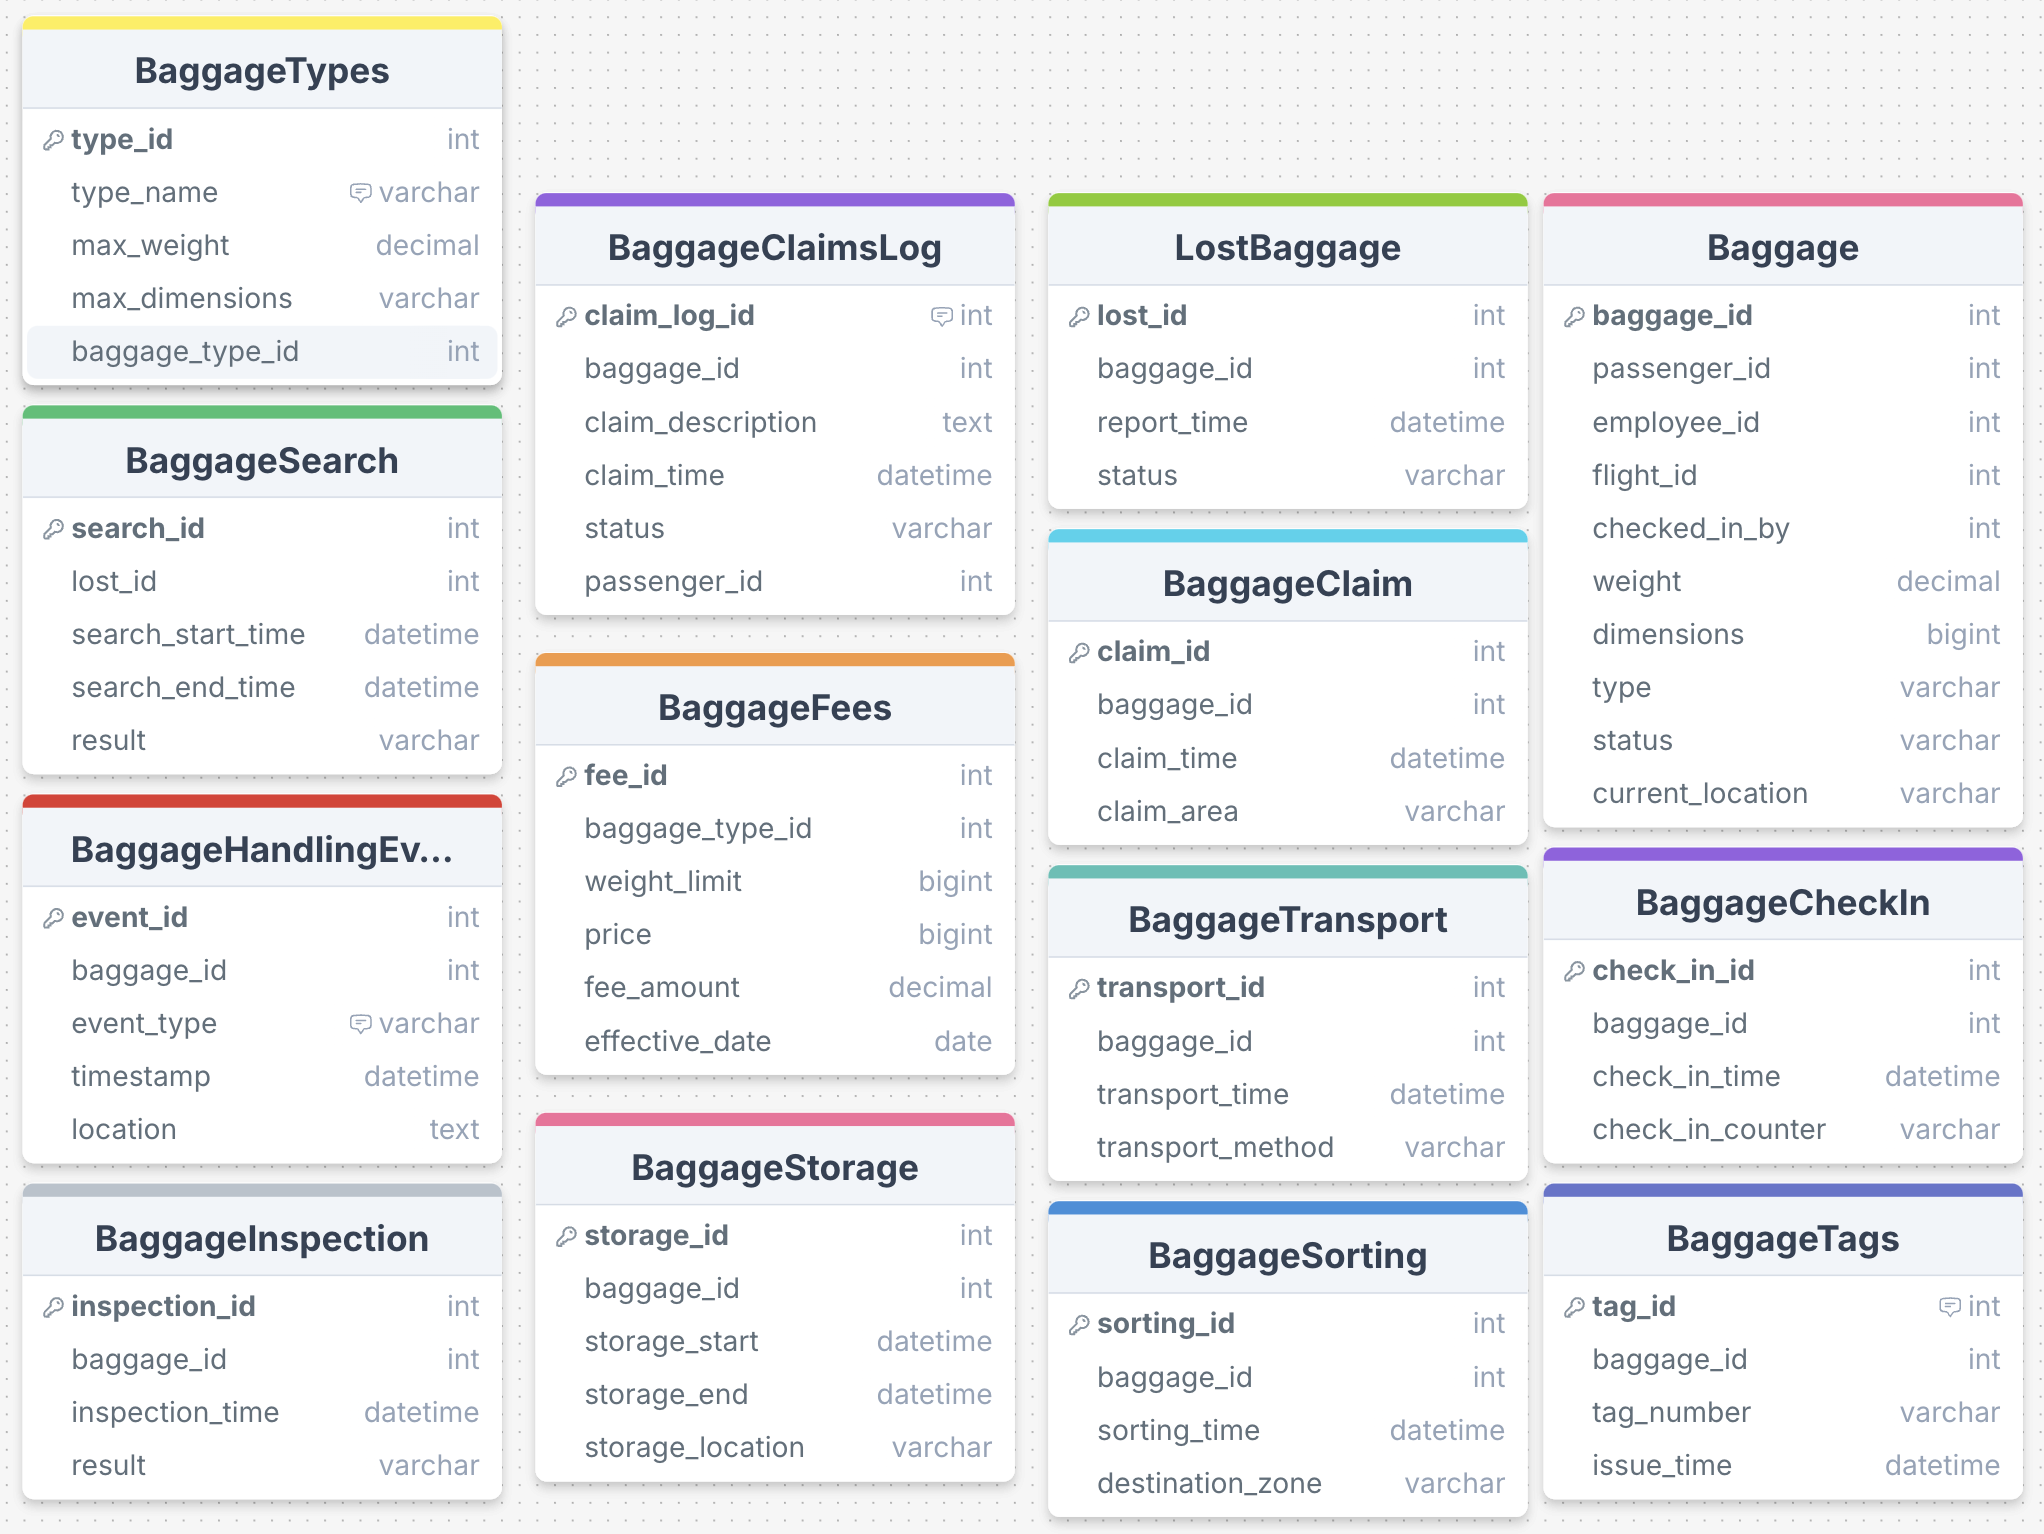 BaggageTypes
type_id int
type_name varchar
max_weight decimal
max_dimensions varchar
baggage_type_id int
BaggageSearch
search_id int
lost_id int
search_start_time datetime
search_end_time datetime
result varchar
BaggageHandlingEv...
event_id int
baggage_id int
event_type varchar
timestamp datetime
location text
BaggageInspection
inspection_id int
baggage_id int
inspection_time datetime
result varchar
BaggageClaimsLog
claim_log_id int
baggage_id int
claim_description text
claim_time datetime
status varchar
passenger_id int
BaggageFees
fee_id int
baggage_type_id int
weight_limit bigint
price bigint
fee_amount decimal
effective_date date
BaggageStorage
storage_id int
baggage_id int
storage_start datetime
storage_end datetime
storage_location varchar
LostBaggage
lost_id int
baggage_id int
report_time datetime
status varchar
BaggageClaim
claim_id int
baggage_id int
claim_time datetime
claim_area varchar
BaggageTransport
transport_id int
baggage_id int
transport_time datetime
transport_method varchar
BaggageSorting
sorting_id int
baggage_id int
sorting_time datetime
destination_zone varchar
Baggage
baggage_id int
passenger_id int
employee_id int
flight_id int
checked_in_by int
weight decimal
dimensions bigint
type varchar
status varchar
current_location varchar
BaggageCheckIn
check_in_id int
baggage_id int
check_in_time datetime
check_in_counter varchar
BaggageTags
tag_id int
baggage_id int
tag_number varchar
issue_time datetime